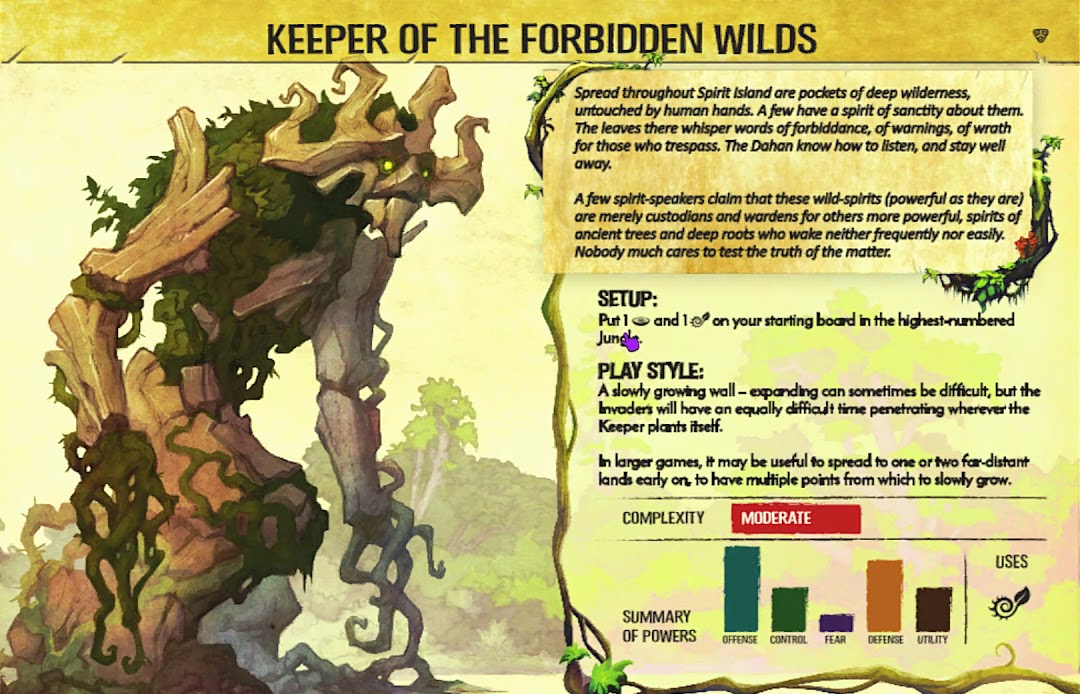 KEEPER OF THE FORBIDDEN WILDS
Spread throughout Spirit Island are pockets of deep wilderness,
untouched by human hands. A few have a spirit of sanctity about them.
The leaves there whisper words of forbiddance, of warnings, of wrath
for those who trespass. The Dahan know how to listen, and stay well
away.
A few spirit-speakers claim that these wild-spirits (powerful as they are)
are merely custodians and wardens for others more powerful, spirits of
ancient trees and deep roots who wake neither frequently nor easily.
Nobody much cares to test the truth of the matter.
SETUP:
Put 1 and 1 on your starting board in the highest-numbered
Jungle.
PLAY STYLE:
A slowly growing wall – expanding can sometimes be difficult, but the
Invaders will have an equally difficult time penetrating wherever the
Keeper plants itself.
In larger games, it may be useful to spread to one or two far-distant
lands early on, to have multiple points from which to slowly grow.
COMPLEXITY MODERATE
USES
SUMMARY
OF POWERS
OFFENSE CONTROL FEAR DEFENSE UTILITY